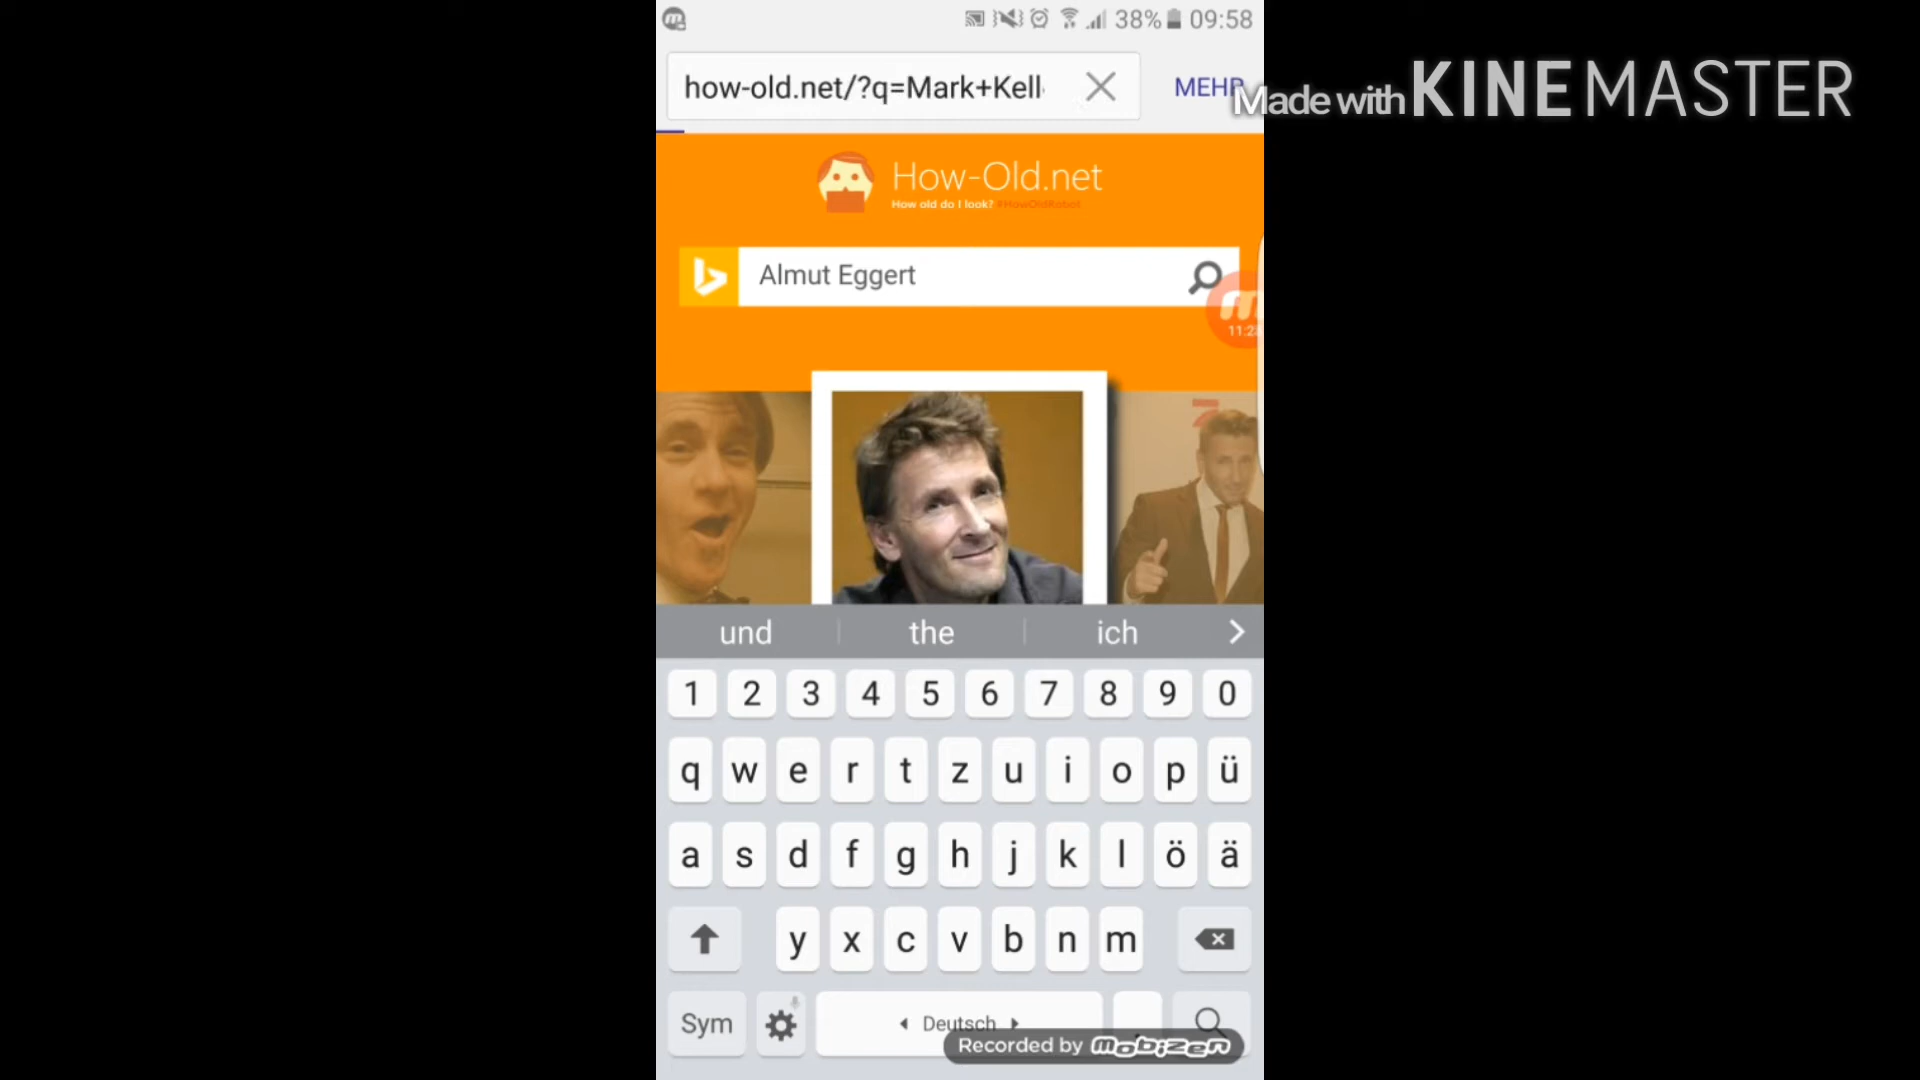 38% 09:58
how-old.net/?q=Mark+Kell
MEHR
Made with KINEMASTER
How-Old.net
How old do I look? #HowOldRobot
Almut Eggert
und the ich
1 2 3 4 5 6 7 8 9 0
q w e r t z u i o p ü
a s d f g h j k l ö ä
y x c v b n m
Sym Deutsch
Recorded by mobizen